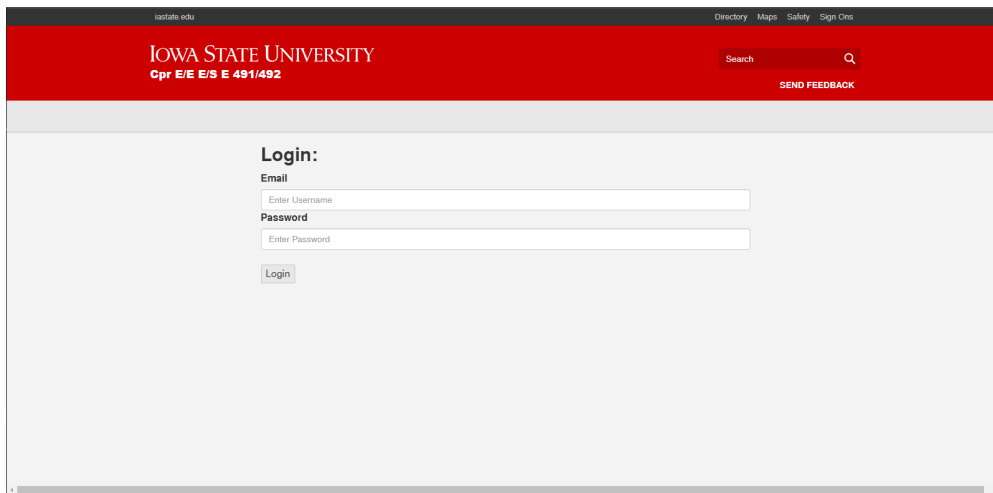 iastate.edu Directory Maps Safety Sign Ons
IOWA STATE UNIVERSITY
Cpr E/E E/S E 491/492
Search
SEND FEEDBACK
Login:
Email
Enter Username
Password
Enter Password
Login